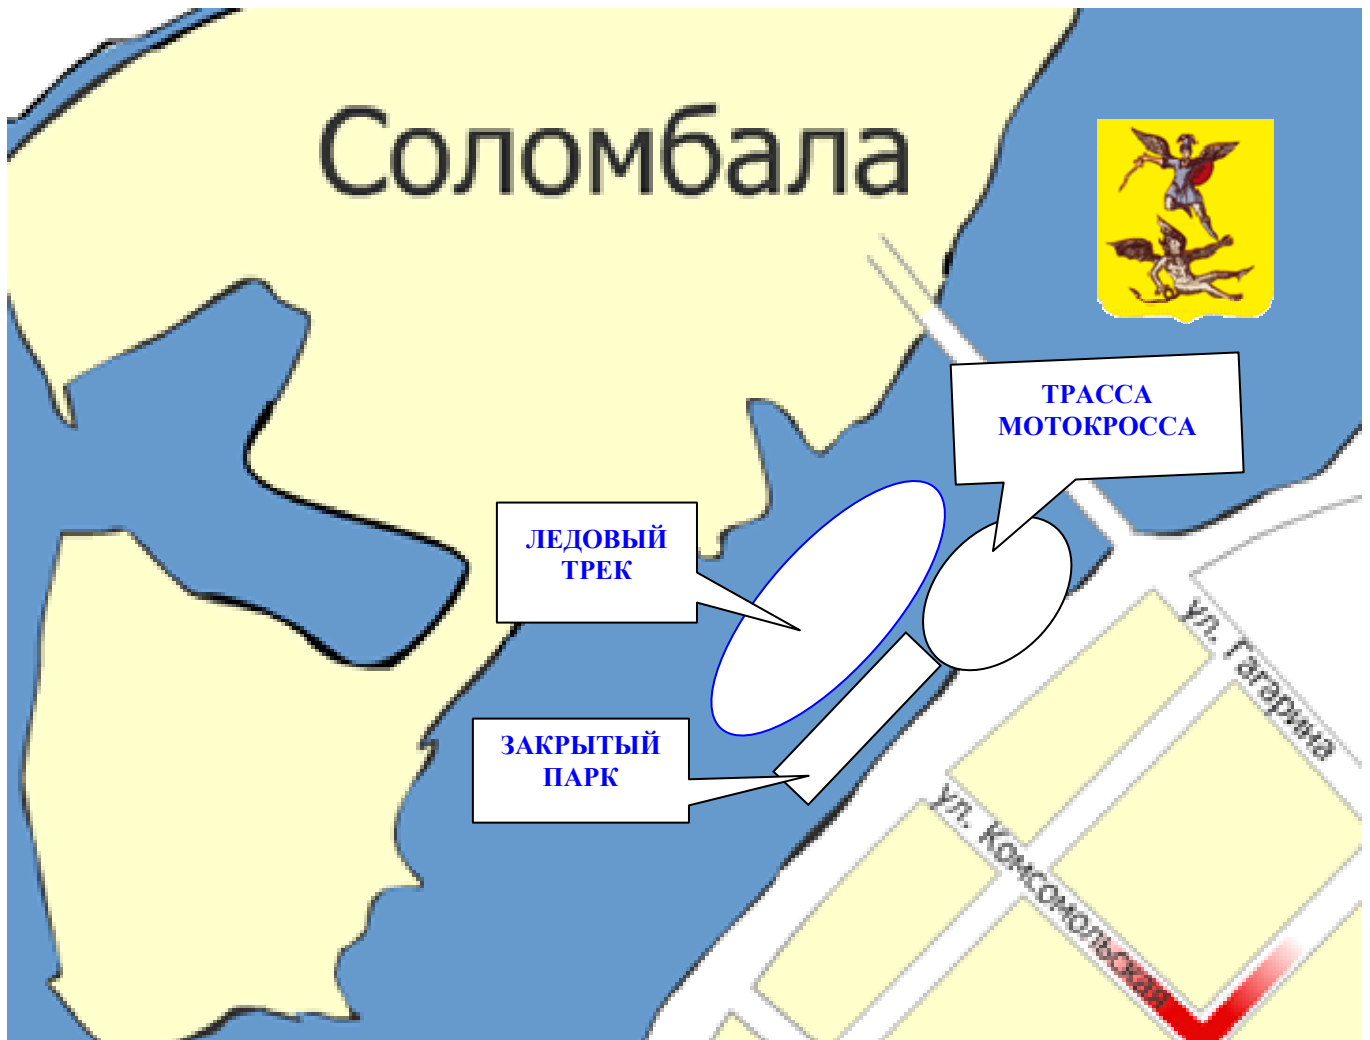 Соломбала
ТРАССА
МОТОКРОССА
ЛЕДОВЫЙ
ТРЕК
ЗАКРЫТЫЙ
ПАРК
ул. Гагарина
ул. Комсомольская